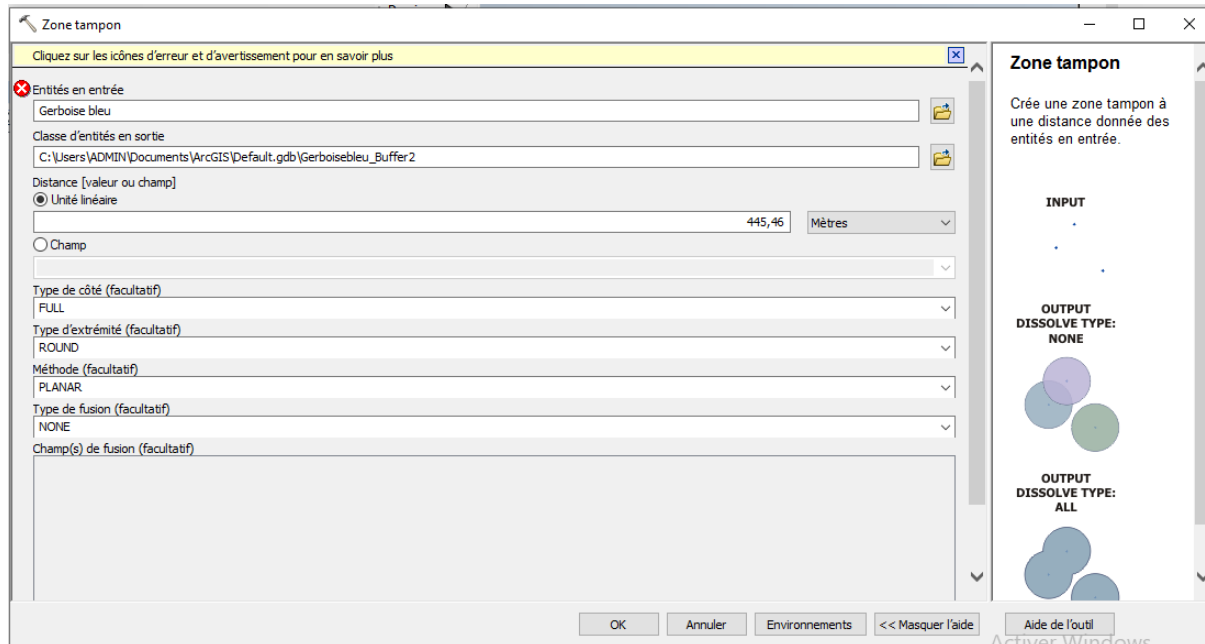 Zone tampon
Cliquez sur les icônes d'erreur et d'avertissement pour en savoir plus
Entités en entrée
Gerboise bleu
Classe d'entités en sortie
C:\Users\ADMIN\Documents\ArcGIS\Default.gdb\Gerboisebleu_Buffer2
Distance [valeur ou champ]
Unité linéaire
445,46
Mètres
Champ
Type de côté (facultatif)
FULL
Type d'extrémité (facultatif)
ROUND
Méthode (facultatif)
PLANAR
Type de fusion (facultatif)
NONE
Champ(s) de fusion (facultatif)
Zone tampon
Crée une zone tampon à
une distance donnée des
entités en entrée.
INPUT
OUTPUT
DISSOLVE TYPE:
NONE
OUTPUT
DISSOLVE TYPE:
ALL
OK
Annuler
Environnements
<< Masquer l'aide
Aide de l'outil
Activer Windows